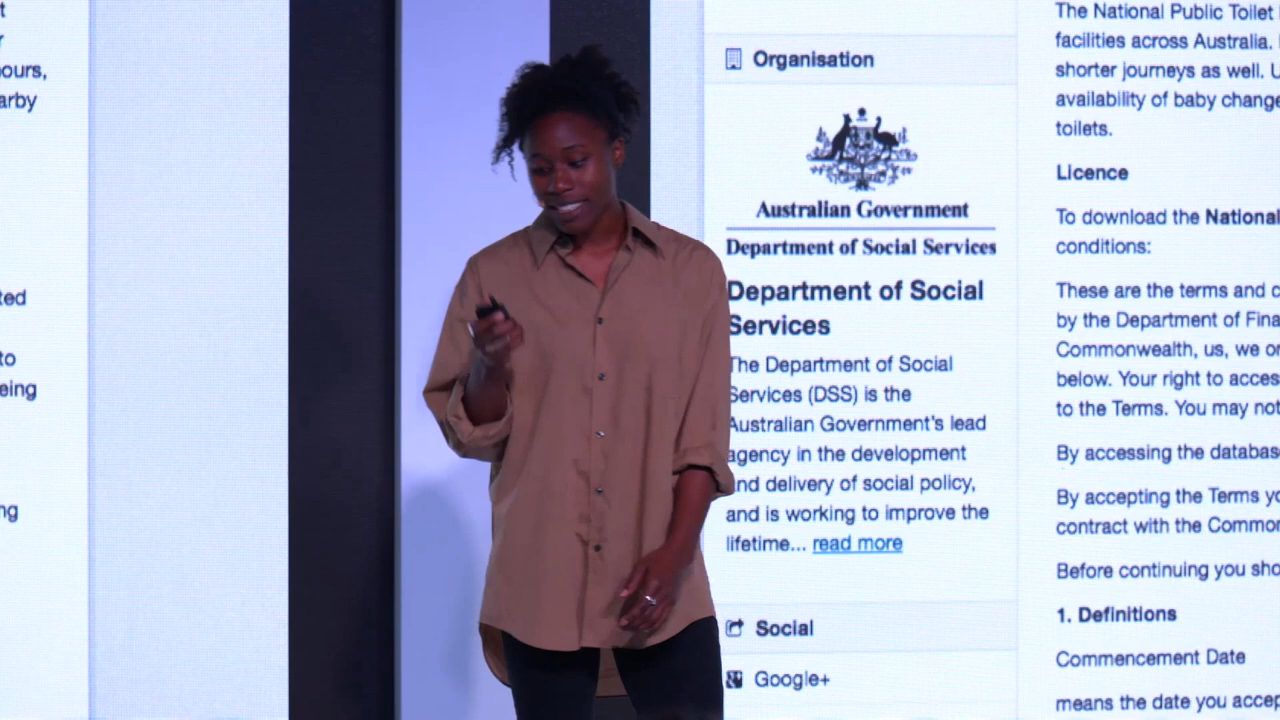 ours,
arby
ted
to
eing
ng
Organisation
Australian Government
Department of Social Services
Department of Social
Services
The Department of Social
Services (DSS) is the
Australian Government's lead
agency in the development
and delivery of social policy,
and is working to improve the
lifetime... read more
Social
Google+
The National Public Toilet
facilities across Australia.
shorter journeys as well. U
availability of baby change
toilets.
Licence
To download the National
conditions:
These are the terms and c
by the Department of Fina
Commonwealth, us, we or
below. Your right to access
to the Terms. You may not
By accessing the databas
By accepting the Terms yo
contract with the Common
Before continuing you sho
1. Definitions
Commencement Date
means the date you accep